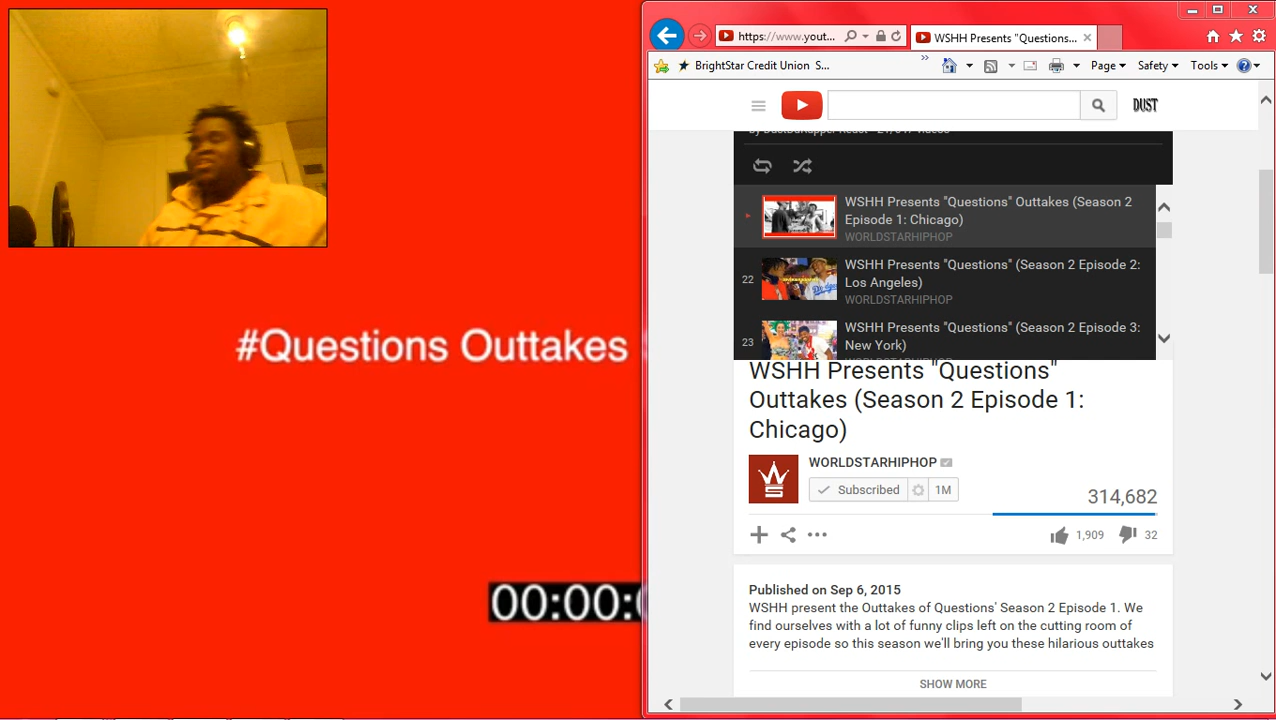 https://www.yout...
WSHH Presents "Questions...
BrightStar Credit Union S...
Page
Safety
Tools
DUST
WSHH Presents "Questions" Outtakes (Season 2
Episode 1: Chicago)
WORLDSTARHIPHOP
22
WSHH Presents "Questions" (Season 2 Episode 2:
Los Angeles)
WORLDSTARHIPHOP
23
WSHH Presents "Questions" (Season 2 Episode 3:
New York)
#Questions Outtakes
WSHH Presents "Questions"
Outtakes (Season 2 Episode 1:
Chicago)
WORLDSTARHIPHOP
Subscribed
1M
314,682
1,909
32
00:00:
Published on Sep 6, 2015
WSHH present the Outtakes of Questions' Season 2 Episode 1. We
find ourselves with a lot of funny clips left on the cutting room of
every episode so this season we'll bring you these hilarious outtakes
SHOW MORE